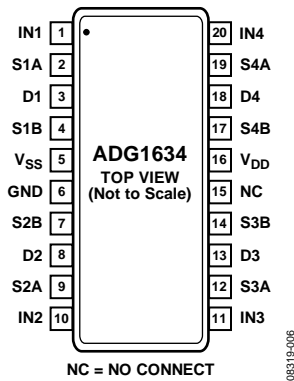 IN1 1 20 IN4
S1A 2 19 S4A
D1 3 18 D4
S1B 4 17 S4B
VSS 5 ADG1634 16 VDD
TOP VIEW
GND 6 (Not to Scale) 15 NC
S2B 7 14 S3B
D2 8 13 D3
S2A 9 12 S3A
IN2 10 11 IN3
NC = NO CONNECT
08319-006